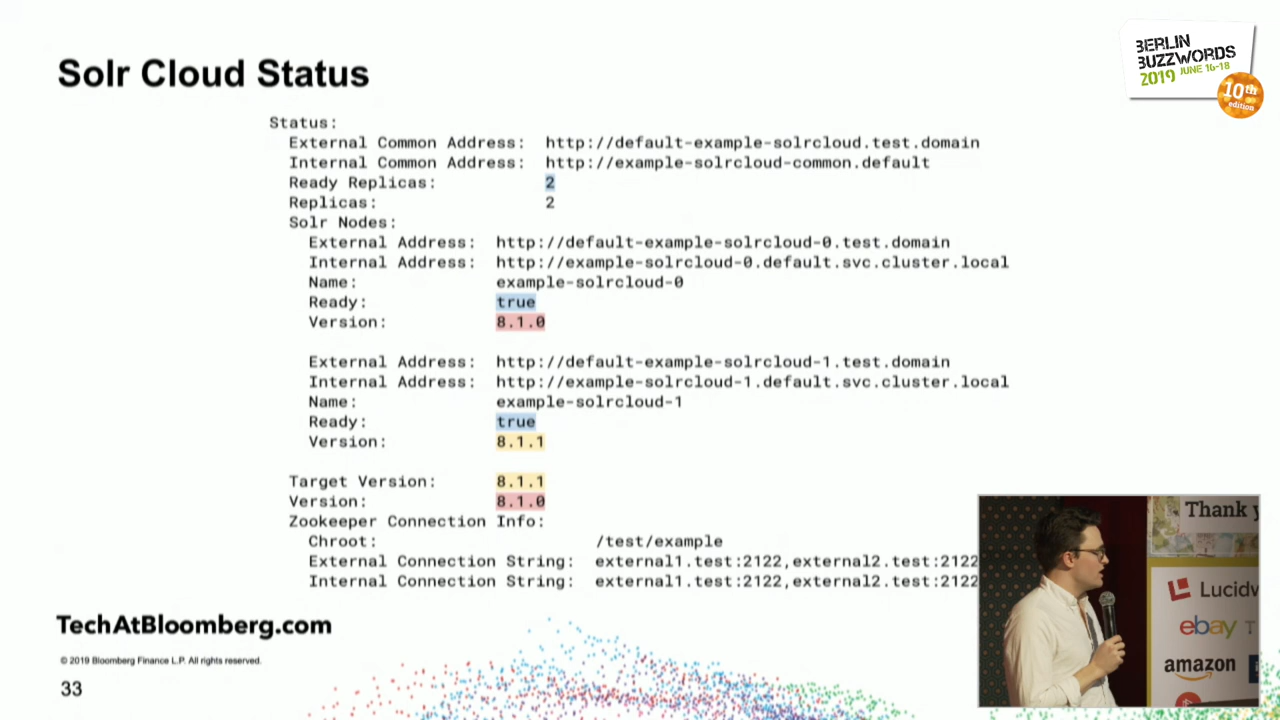 Solr Cloud Status
BERLIN
BUZZWORDS
2019 JUNE 16-18
10th
edition
Status:
External Common Address: http://default-example-solrcloud.test.domain
Internal Common Address: http://example-solrcloud-common.default
Ready Replicas: 2
Replicas: 2
Solr Nodes:
External Address: http://default-example-solrcloud-0.test.domain
Internal Address: http://example-solrcloud-0.default.svc.cluster.local
Name: example-solrcloud-0
Ready: true
Version: 8.1.0
External Address: http://default-example-solrcloud-1.test.domain
Internal Address: http://example-solrcloud-1.default.svc.cluster.local
Name: example-solrcloud-1
Ready: true
Version: 8.1.1
Target Version: 8.1.1
Version: 8.1.0
Zookeeper Connection Info:
Chroot: /test/example
External Connection String: external1.test:2122,external2.test:2122
Internal Connection String: external1.test:2122,external2.test:2122
Thank y
Lucidw
ebay T
amazon
TechAtBloomberg.com
© 2019 Bloomberg Finance L.P. All rights reserved.
33